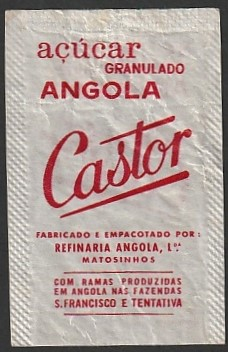 açúcar
GRANULADO
ANGOLA
Castor
FABRICADO E EMPACOTADO POR:
REFINARIA ANGOLA, L.DA
MATOSINHOS
COM RAMAS PRODUZIDAS
EM ANGOLA NAS FAZENDAS
S.FRANCISCO E TENTATIVA